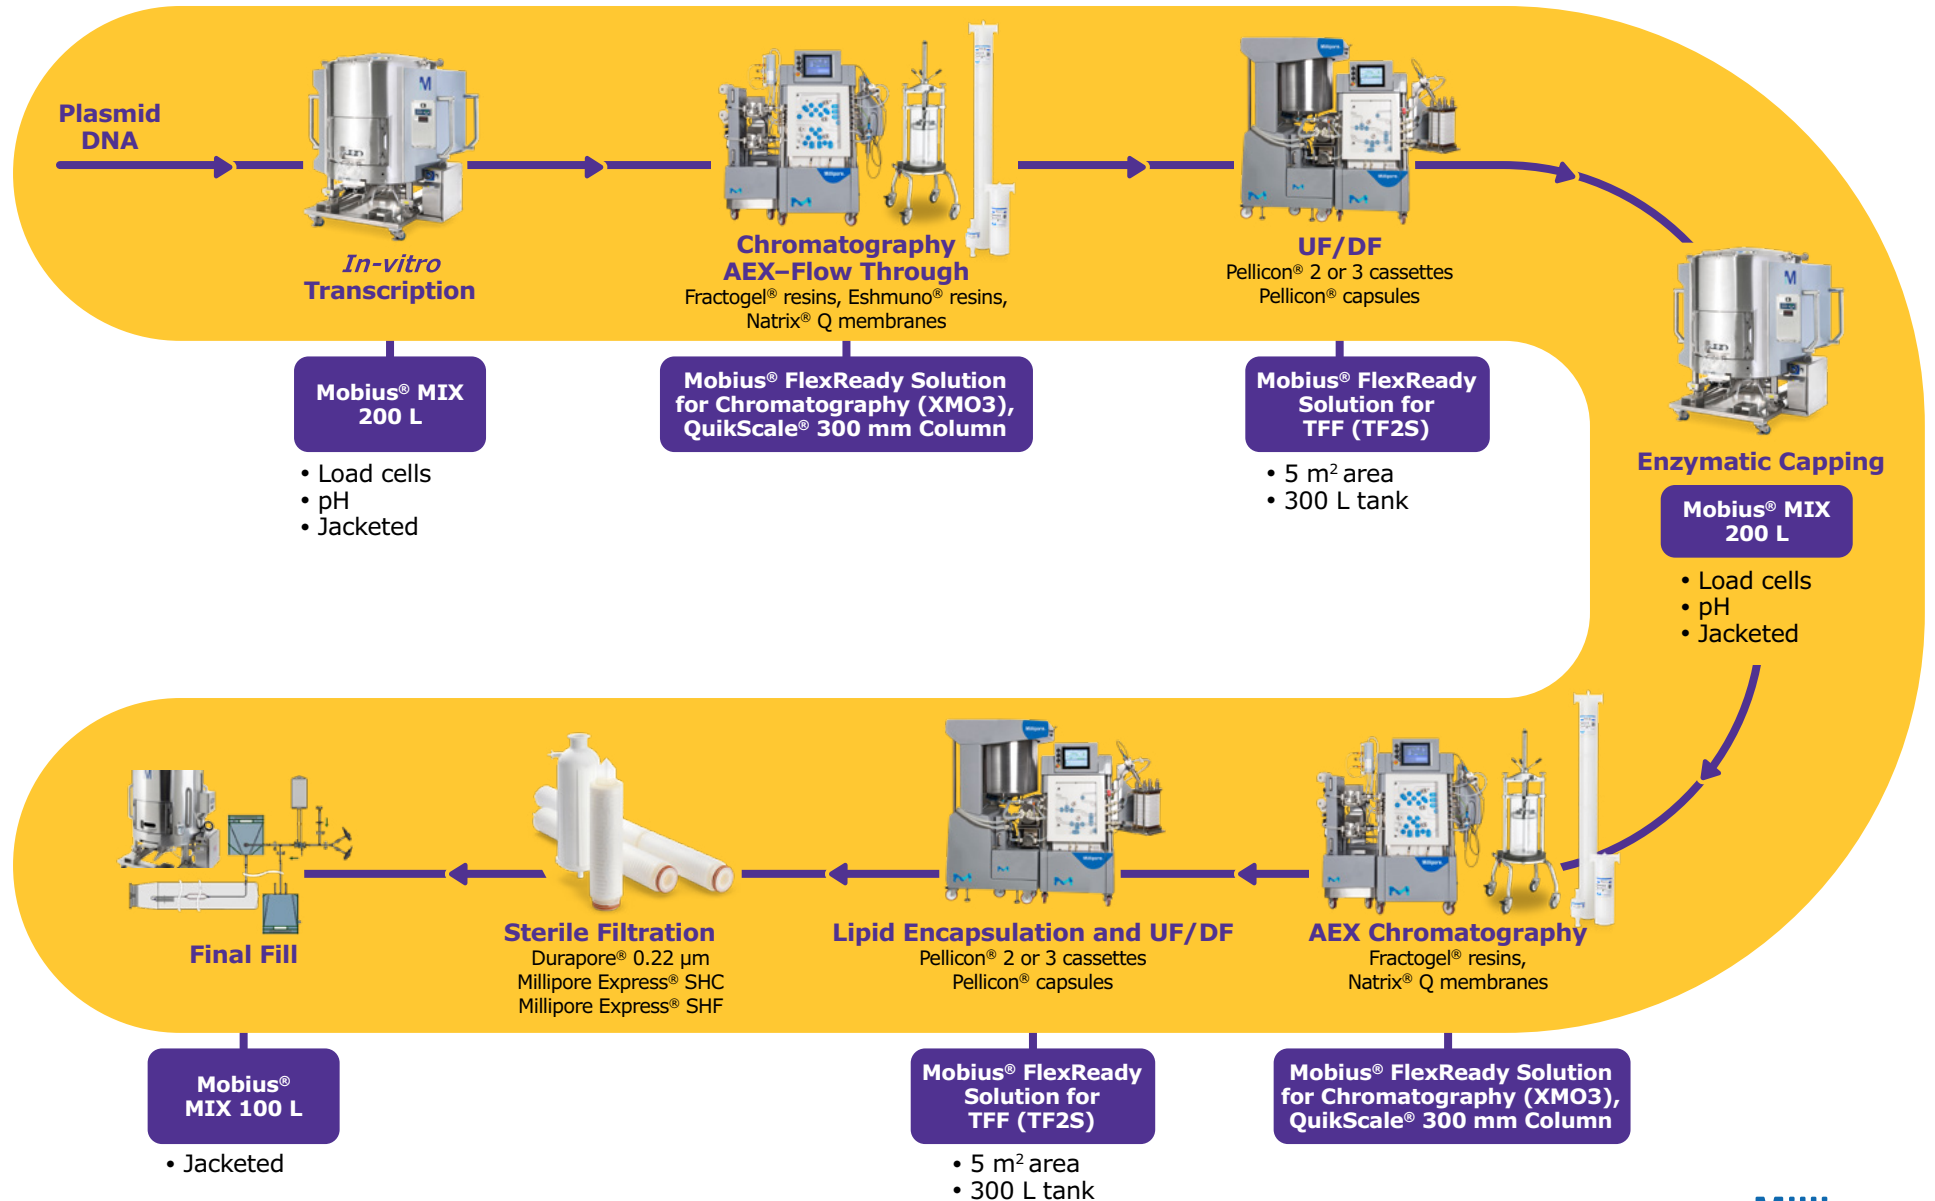 Plasmid
DNA
In-vitro
Transcription
Chromatography
AEX–Flow Through
Fractogel® resins, Eshmuno® resins,
Natrix® Q membranes
UF/DF
Pellicon® 2 or 3 cassettes
Pellicon® capsules
Mobius® MIX
200 L
• Load cells
• pH
• Jacketed
Mobius® FlexReady Solution
for Chromatography (XMO3),
QuikScale® 300 mm Column
Mobius® FlexReady
Solution for
TFF (TF2S)
• 5 m² area
• 300 L tank
Enzymatic Capping
Mobius® MIX
200 L
• Load cells
• pH
• Jacketed
AEX Chromatography
Fractogel® resins,
Natrix® Q membranes
Mobius® FlexReady Solution
for Chromatography (XMO3),
QuikScale® 300 mm Column
Lipid Encapsulation and UF/DF
Pellicon® 2 or 3 cassettes
Pellicon® capsules
Mobius® FlexReady
Solution for
TFF (TF2S)
• 5 m² area
• 300 L tank
Sterile Filtration
Durapore® 0.22 µm
Millipore Express® SHC
Millipore Express® SHF
Final Fill
Mobius®
MIX 100 L
• Jacketed